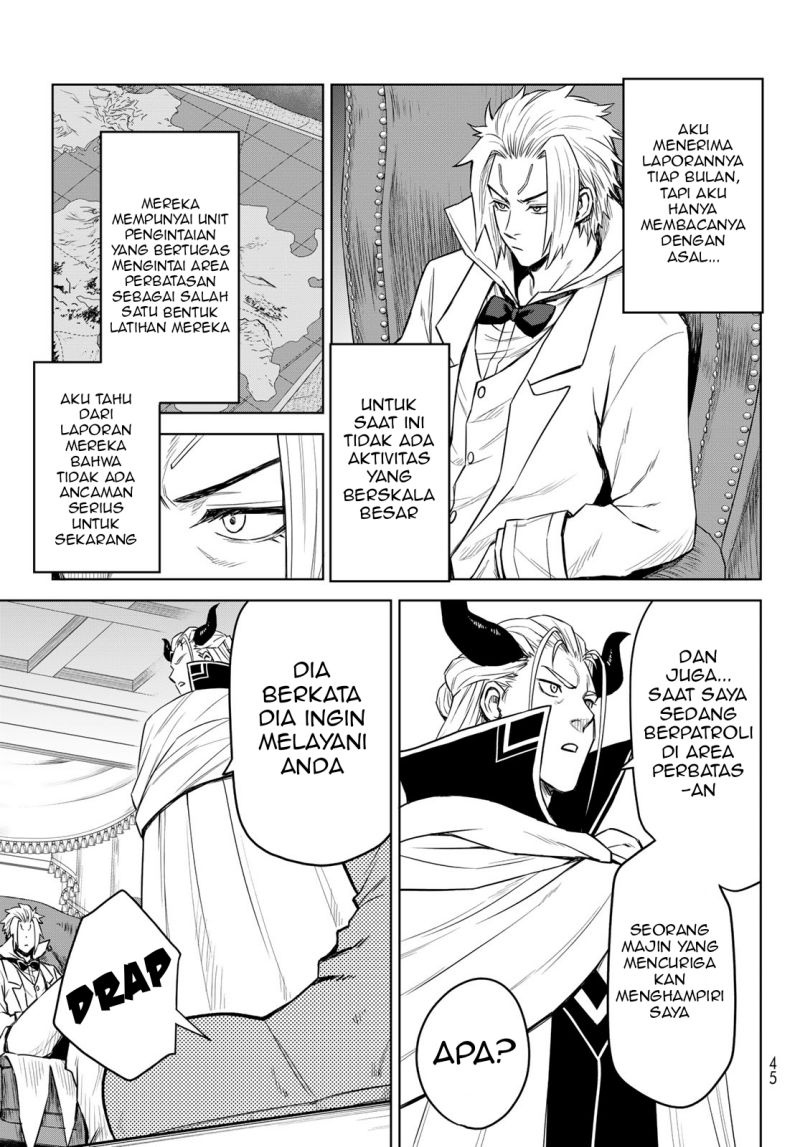 AKU
MENERIMA
LAPORANNYA
TIAP BULAN,
TAPI AKU
HANYA
MEMBACANYA
DENGAN
ASAL...
UNTUK
SAAT INI
TIDAK ADA
AKTIVITAS
YANG
BERSKALA
BESAR
MEREKA
MEMPUNYAI UNIT
PENGINTAIAN
YANG BERTUGAS
MENGINTAI AREA
PERBATASAN
SEBAGAI SALAH
SATU BENTUK
LATIHAN MEREKA
AKU TAHU
DARI
LAPORAN
MEREKA
BAHWA
TIDAK ADA
ANCAMAN
SERIUS
UNTUK
SEKARANG
DAN
JUGA...
SAAT SAYA
SEDANG
BERPATROLI
DI AREA
PERBATAS
-AN
SEORANG
MAJIN YANG
MENCURIGA
KAN
MENGHAMPIRI
SAYA
APA?
DIA
BERKATA
DIA INGIN
MELAYANI
ANDA
DRAP
45